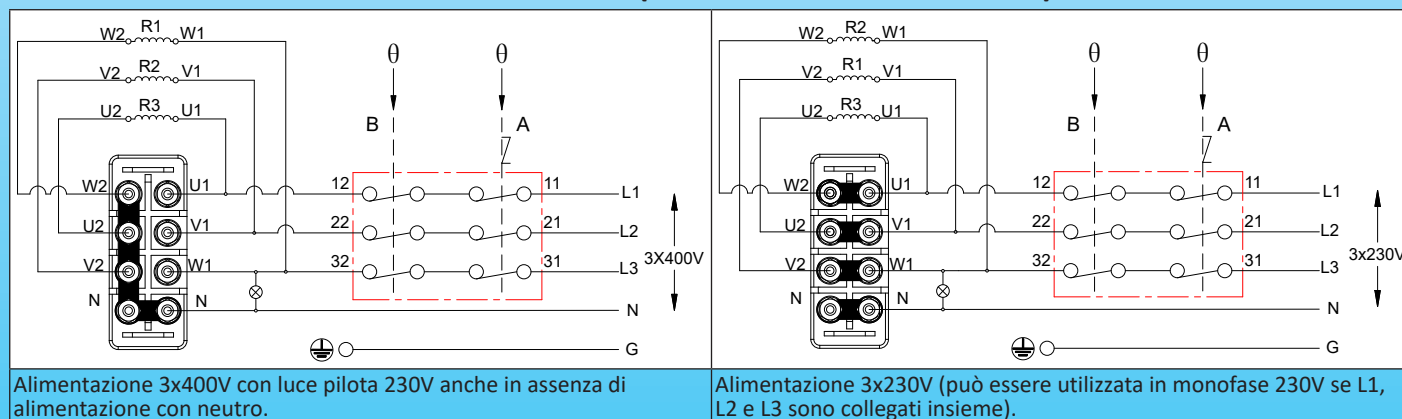 W2 R1 W1
V2 R2 V1
U2 R3 U1
θ θ
B A
W2 U1 12 11 L1
U2 V1 22 21 L2
V2 W1 32 31 L3
3X400V
N N N
G
Alimentazione 3x400V con luce pilota 230V anche in assenza di
alimentazione con neutro.
W2 R2 W1
V2 R1 V1
U2 R3 U1
θ θ
B A
W2 U1 12 11 L1
U2 V1 22 21 L2
V2 W1 32 31 L3
3x230V
N N N
G
Alimentazione 3x230V (può essere utilizzata in monofase 230V se L1,
L2 e L3 sono collegati insieme).